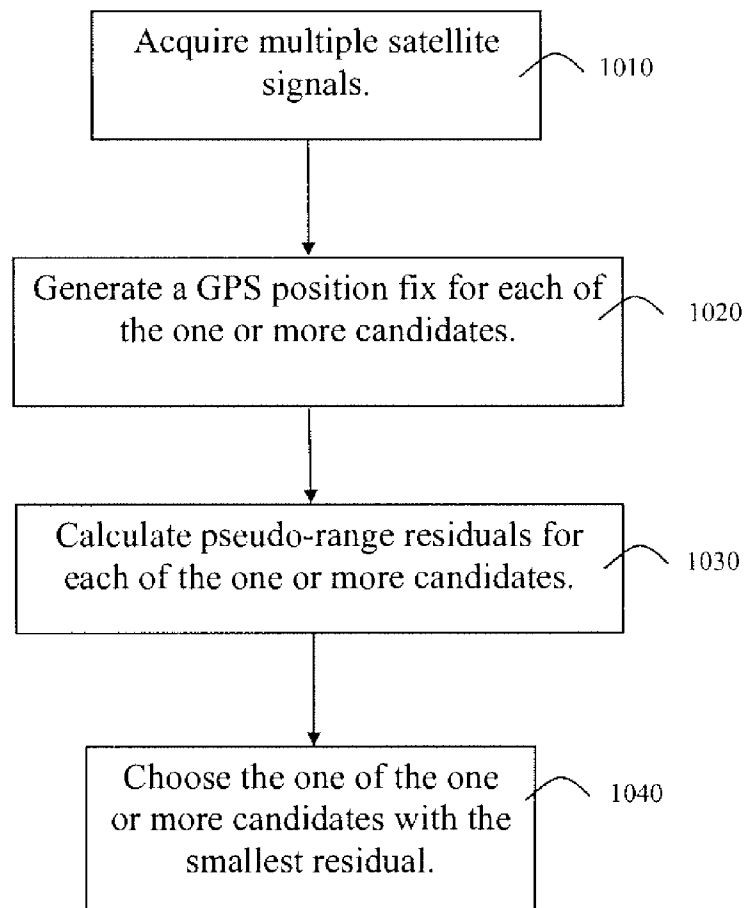 Acquire multiple satellite
signals.
1010
Generate a GPS position fix for each of
the one or more candidates.
1020
Calculate pseudo-range residuals for
each of the one or more candidates.
1030
Choose the one of the one
or more candidates with the
smallest residual.
1040